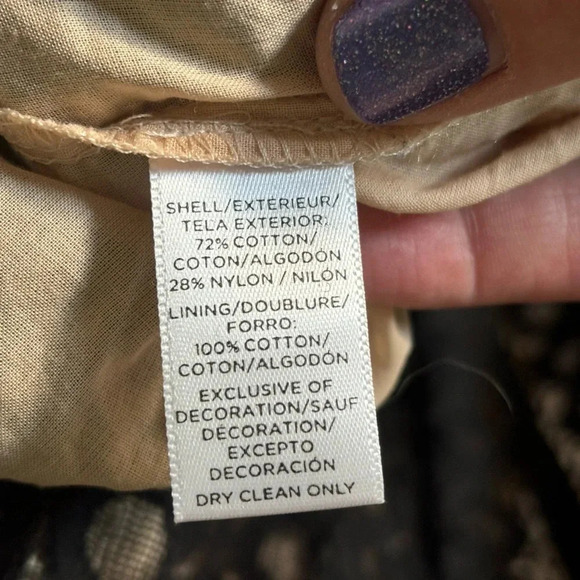 SHELL/EXTERIEUR/
TELA EXTERIOR:
72% COTTON/
COTON/ALGODÓN
28% NYLON / NILÓN
LINING/DOUBLURE/
FORRO:
100% COTTON/
COTON/ALGODÓN
EXCLUSIVE OF
DECORATION/SAUF
DÉCORATION/
EXCEPTO
DECORACIÓN
DRY CLEAN ONLY